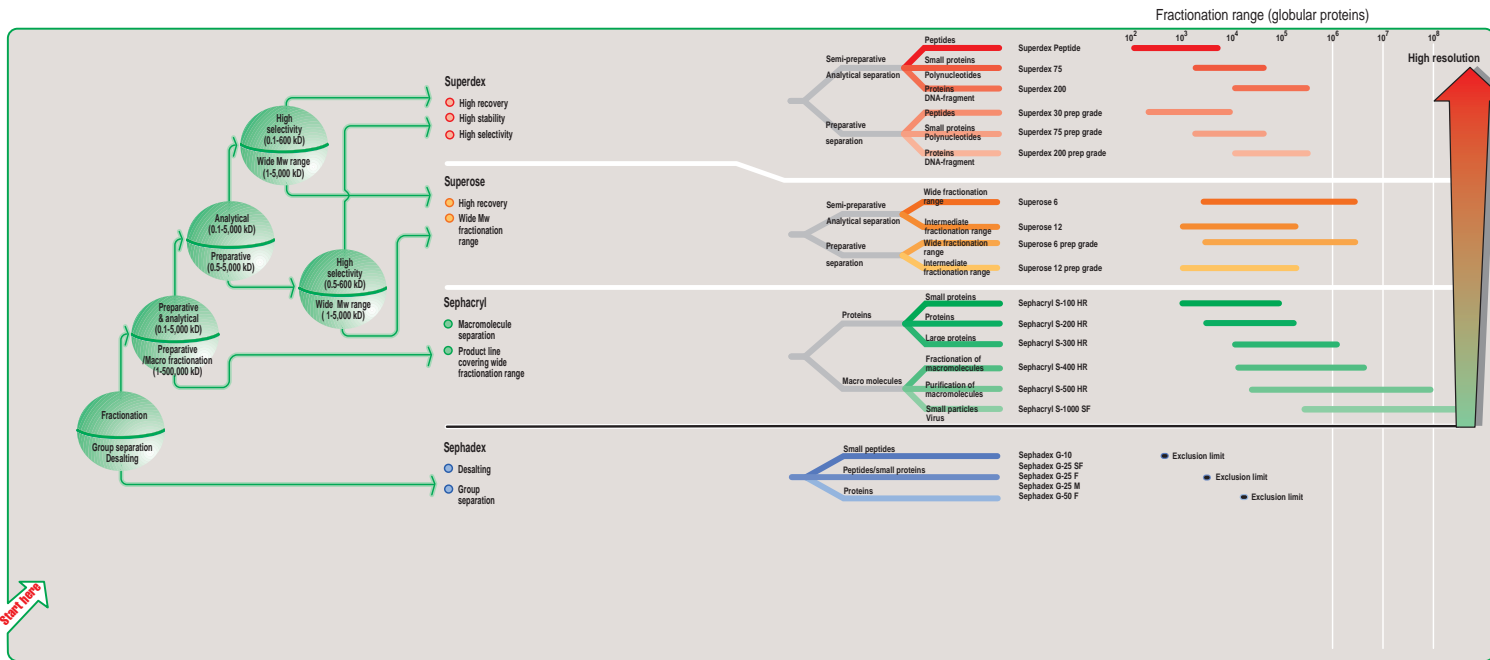 Fractionation range (globular proteins)
10² 10³ 10⁴ 10⁵ 10⁶ 10⁷ 10⁸
High resolution
Start here
Fractionation
Group separation
Desalting
Preparative
& analytical
(0.1-5,000 kD)
Preparative
/Macro fractionation
(1-500,000 kD)
Analytical
(0.1-5,000 kD)
Preparative
(0.5-5,000 kD)
High
selectivity
(0.1-600 kD)
Wide Mw range
(1-5,000 kD)
High
selectivity
(0.5-600 kD)
Wide Mw range
( 1-5,000 kD)
Superdex
High recovery
High stability
High selectivity
Semi-preparative
Analytical separation
Peptides
Superdex Peptide
Small proteins
Polynucleotides
Superdex 75
Proteins
DNA-fragment
Superdex 200
Preparative
separation
Peptides
Superdex 30 prep grade
Small proteins
Polynucleotides
Superdex 75 prep grade
Proteins
DNA-fragment
Superdex 200 prep grade
Superose
High recovery
Wide Mw
fractionation
range
Semi-preparative
Analytical separation
Wide fractionation
range
Superose 6
Intermediate
fractionation range
Superose 12
Preparative
separation
Wide fractionation
range
Superose 6 prep grade
Intermediate
fractionation range
Superose 12 prep grade
Sephacryl
Macromolecule
separation
Product line
covering wide
fractionation range
Proteins
Small proteins
Sephacryl S-100 HR
Proteins
Sephacryl S-200 HR
Large proteins
Sephacryl S-300 HR
Macro molecules
Fractionation of
macromolecules
Sephacryl S-400 HR
Purification of
macromolecules
Sephacryl S-500 HR
Small particles
Virus
Sephacryl S-1000 SF
Sephadex
Desalting
Group
separation
Small peptides
Peptides/small proteins
Proteins
Sephadex G-10
Sephadex G-25 SF
Sephadex G-25 F
Sephadex G-25 M
Sephadex G-50 F
Exclusion limit
Exclusion limit
Exclusion limit